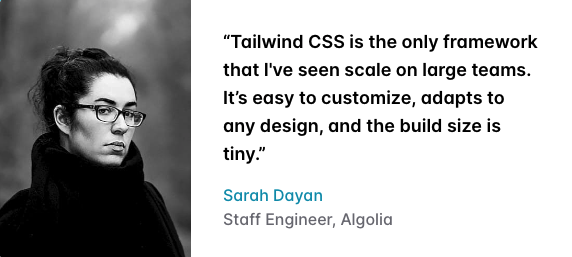 “Tailwind CSS is the only framework
that I've seen scale on large teams.
It’s easy to customize, adapts to
any design, and the build size is
tiny.”
Sarah Dayan
Staff Engineer, Algolia